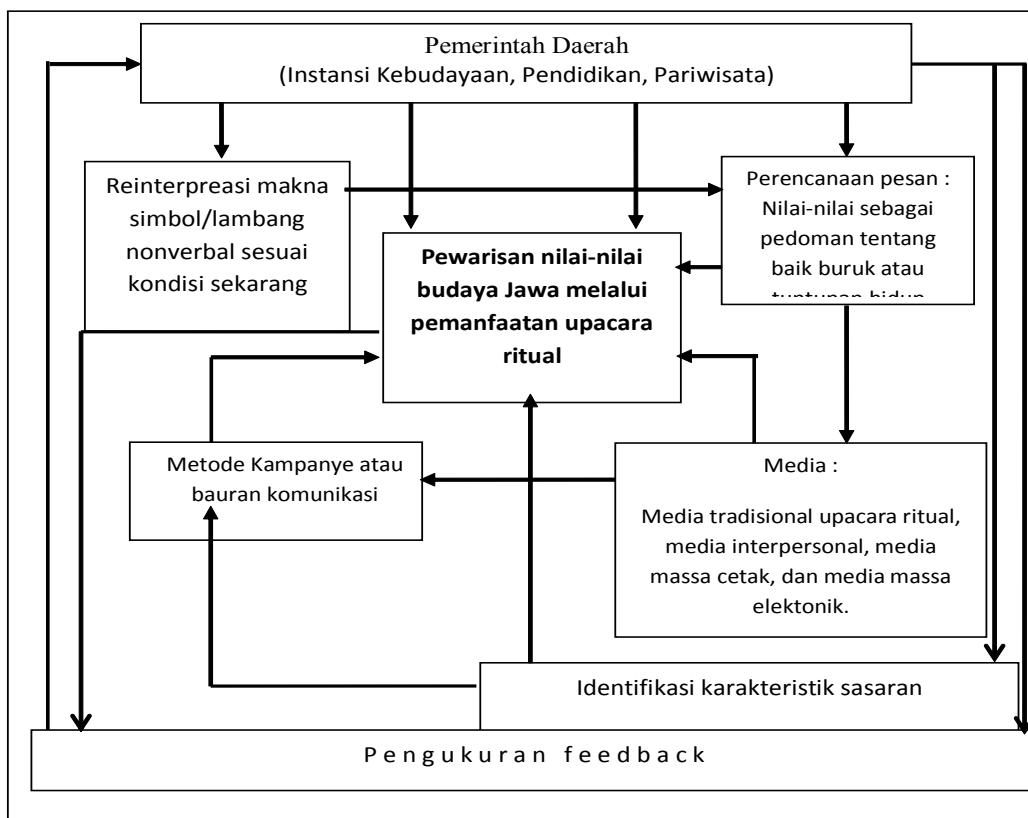 Pemerintah Daerah
(Instansi Kebudayaan, Pendidikan, Pariwisata)
Reinterpreasi makna
simbol/lambang
nonverbal sesuai
kondisi sekarang
Perencanaan pesan :
Nilai-nilai sebagai
pedoman tentang
baik buruk atau
tuntunan hidup
Pewarisan nilai-nilai
budaya Jawa melalui
pemanfaatan upacara
ritual
Metode Kampanye atau
bauran komunikasi
Media :
Media tradisional upacara ritual,
media interpersonal, media
massa cetak, dan media massa
elektonik.
Identifikasi karakteristik sasaran
Pengukuran feedback